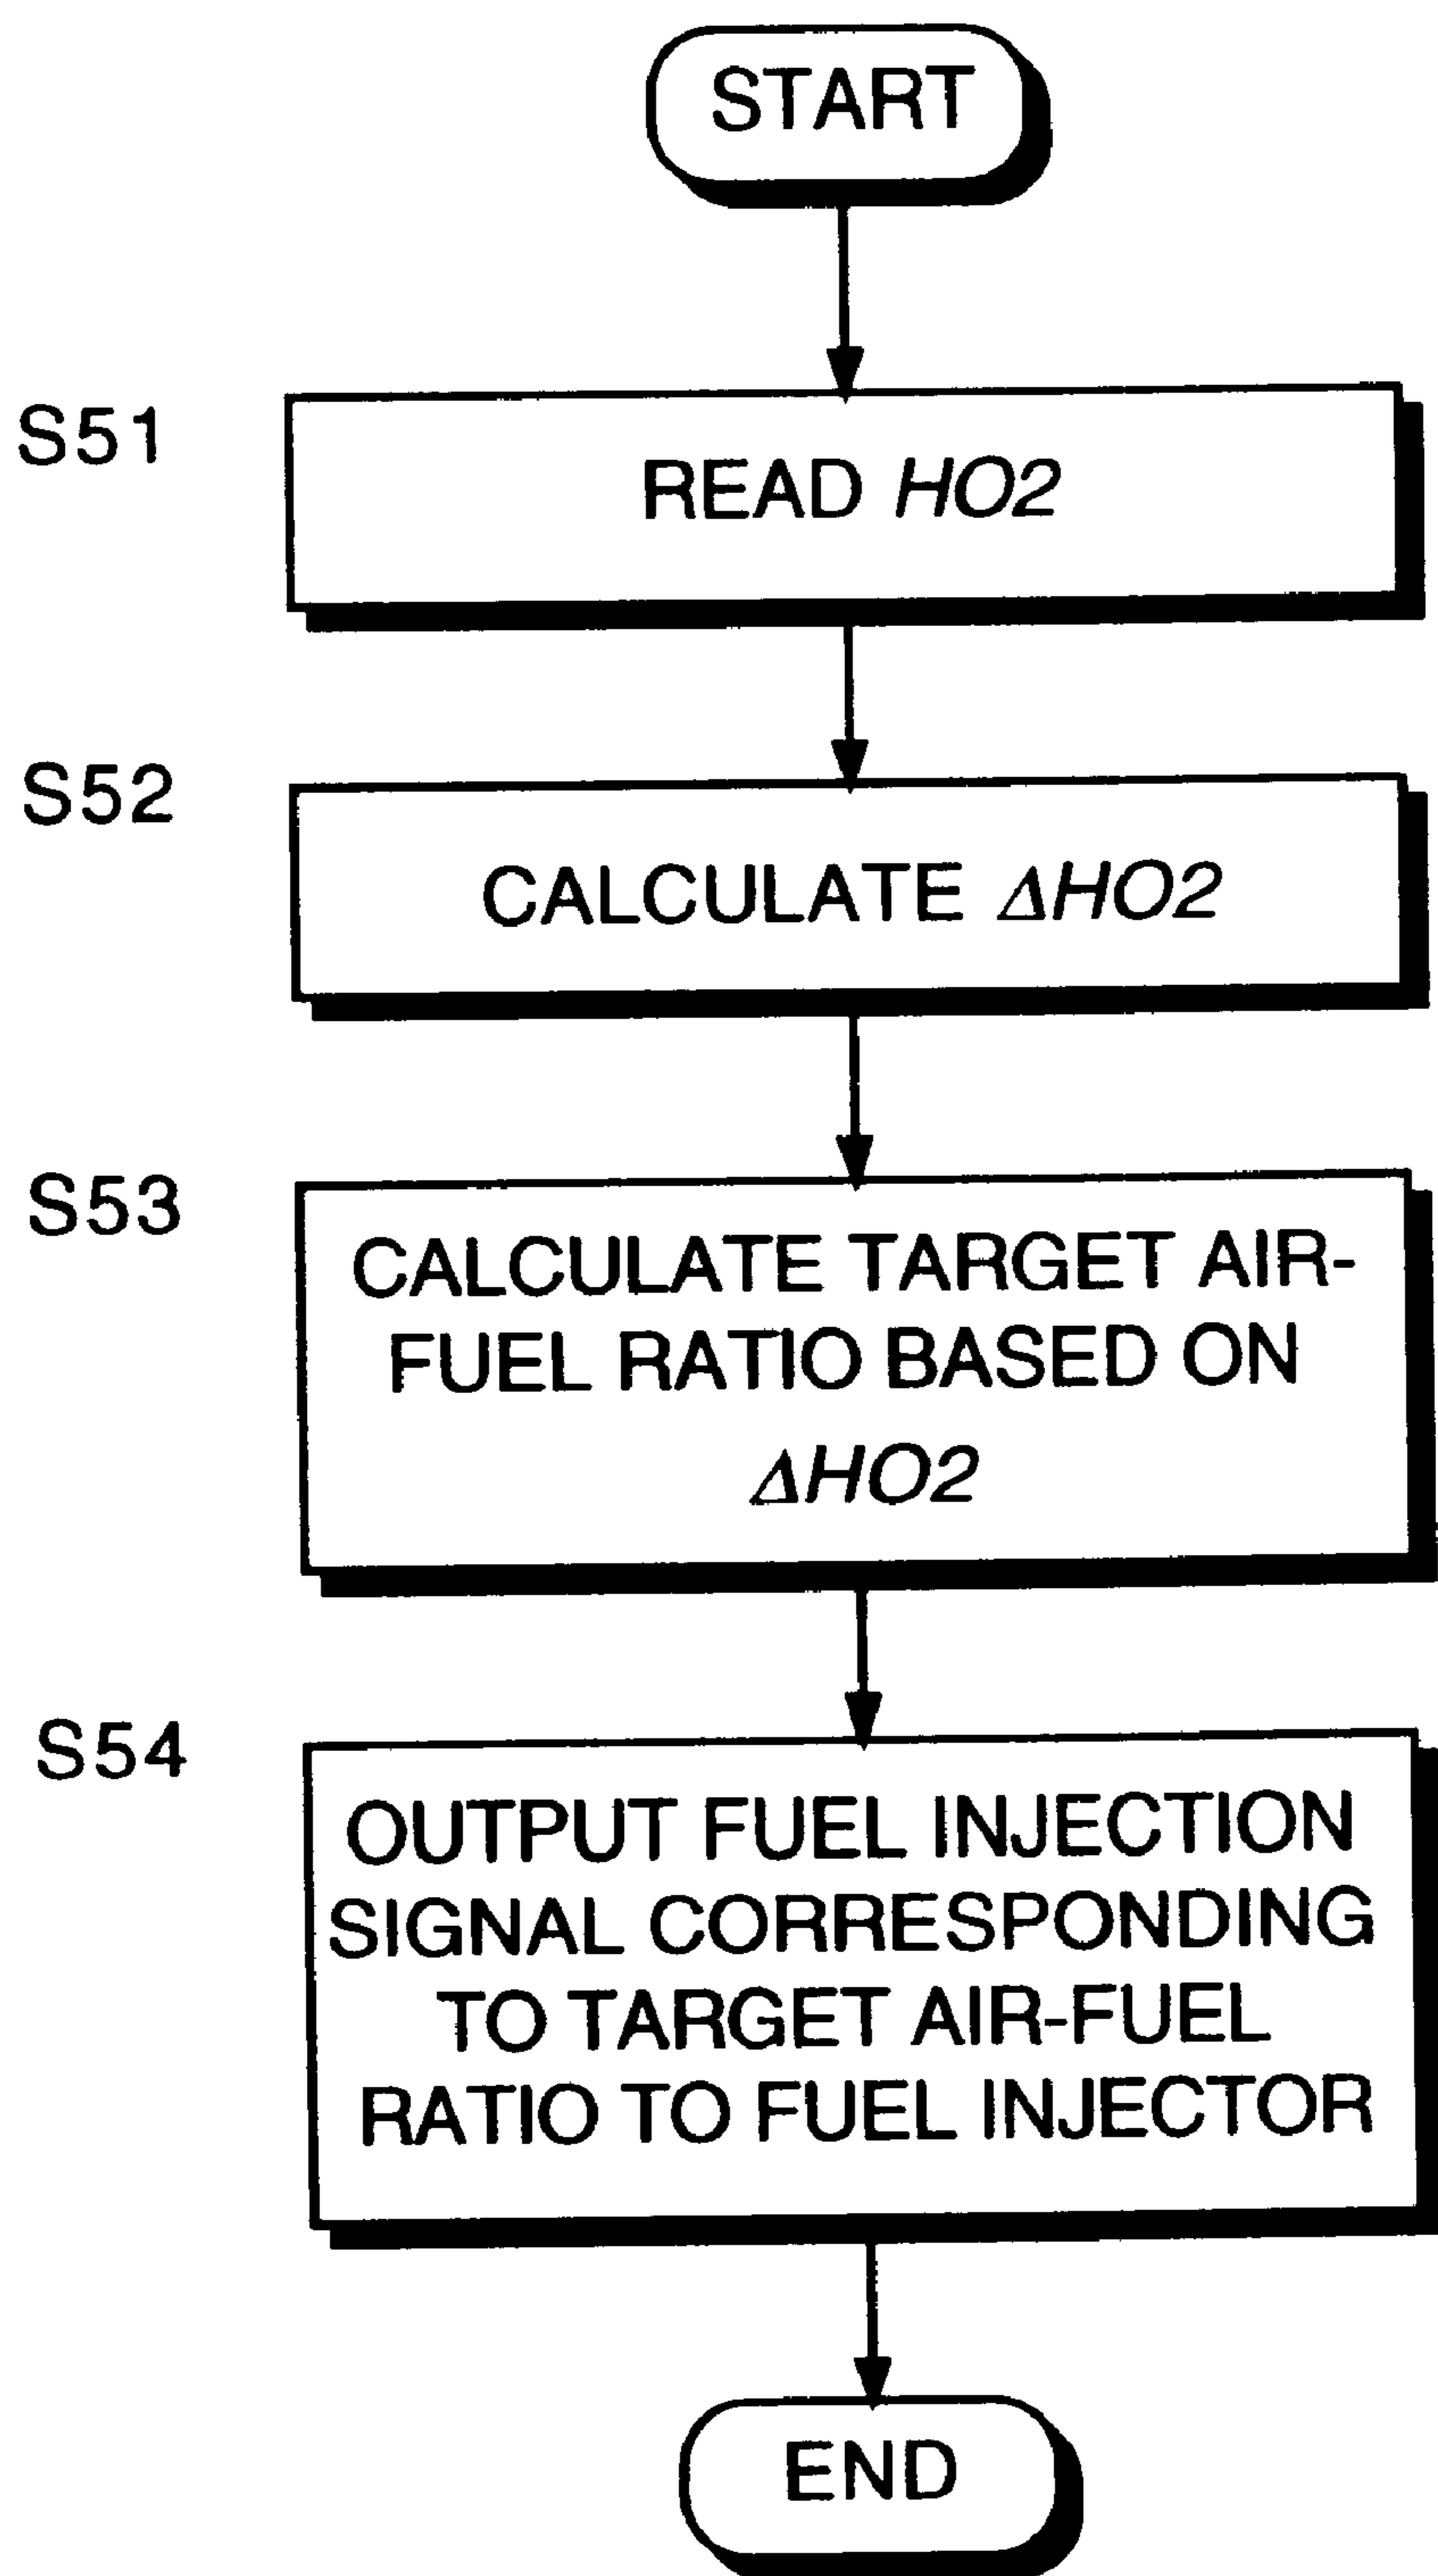 START
S51
READ HO2
S52
CALCULATE ΔHO2
S53
CALCULATE TARGET AIR-
FUEL RATIO BASED ON
ΔHO2
S54
OUTPUT FUEL INJECTION
SIGNAL CORRESPONDING
TO TARGET AIR-FUEL
RATIO TO FUEL INJECTOR
END